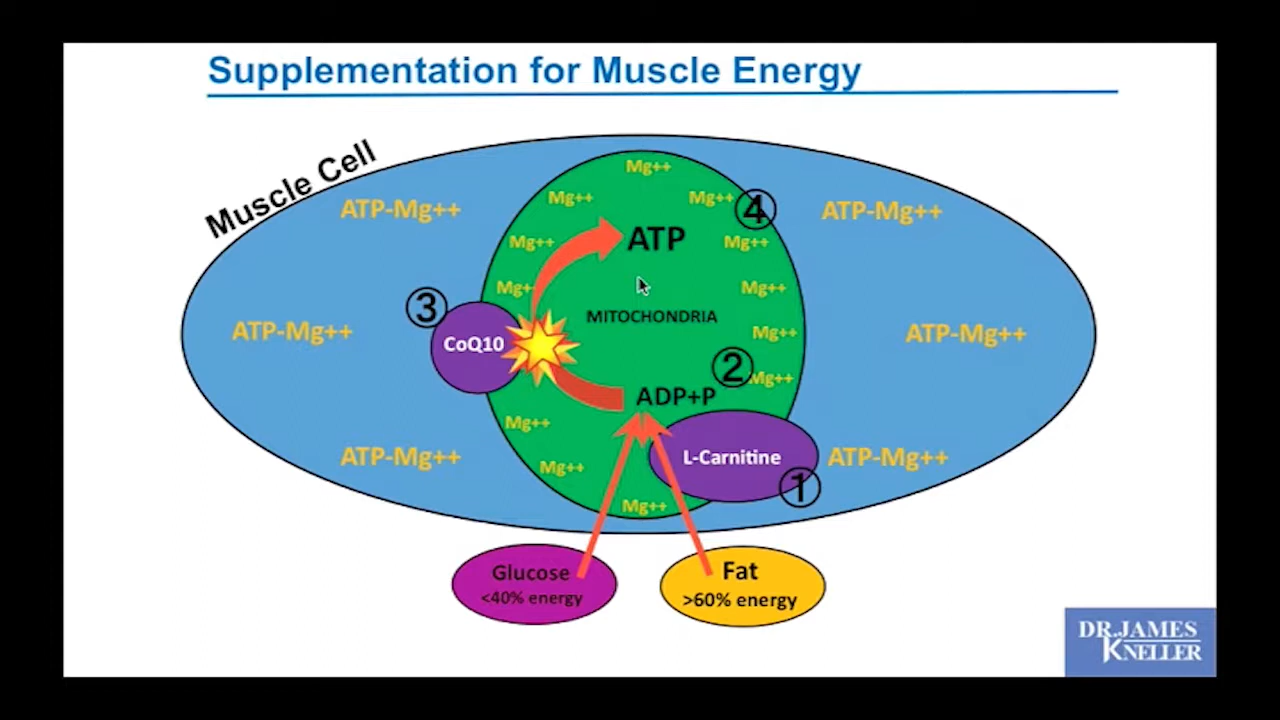 Supplementation for Muscle Energy
Muscle Cell
Mg++
Mg++
Mg++
④
ATP-Mg++
ATP-Mg++
ATP
Mg++
Mg++
③
Mg++
Mg++
MITOCHONDRIA
ATP-Mg++
CoQ10
Mg++
ATP-Mg++
②
Mg++
ADP+P
Mg++
ATP-Mg++
Mg++
L-Carnitine
ATP-Mg++
①
Mg++
Glucose
<40% energy
Fat
>60% energy
DR.JAMES
KNELLER